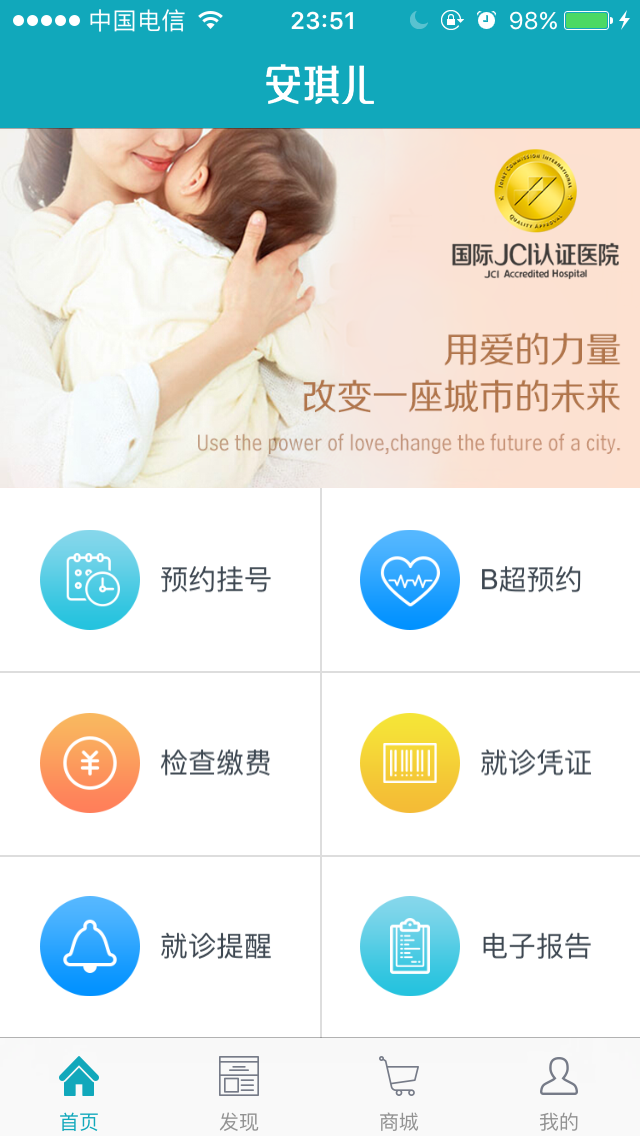 中国电信
23:51
98%
安琪儿
JOINT COMMISSION INTERNATIONAL
QUALITY APPROVAL
国际JCI认证医院
JCI Accredited Hospital
用爱的力量
改变一座城市的未来
Use the power of love,change the future of a city.
预约挂号
B超预约
检查缴费
就诊凭证
就诊提醒
电子报告
首页
发现
商城
我的